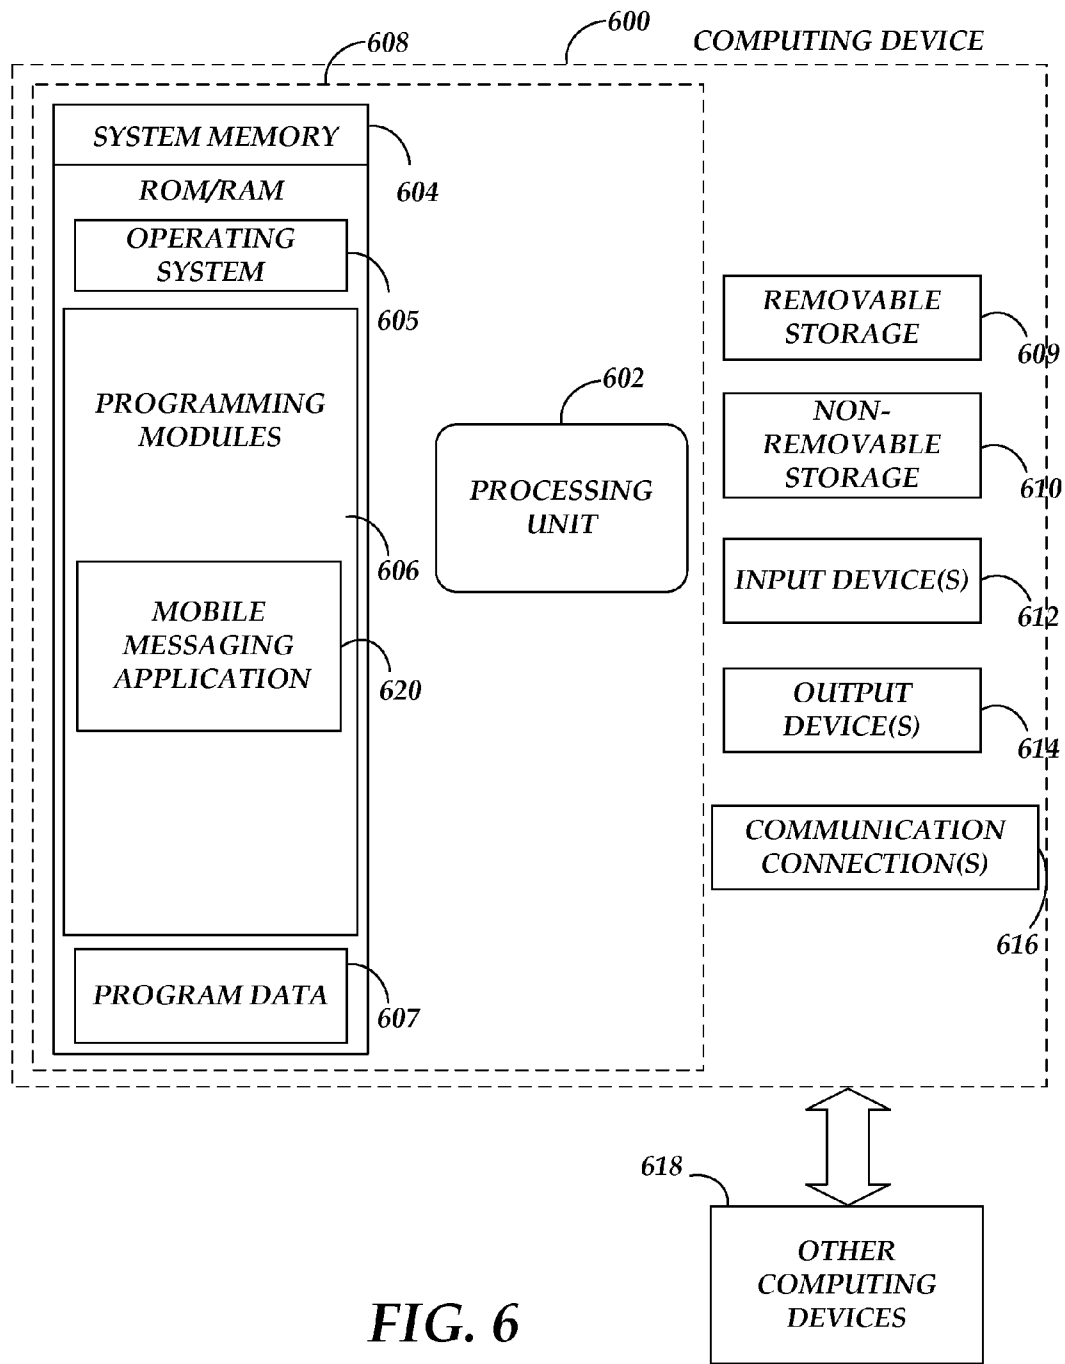 600
COMPUTING DEVICE
608
SYSTEM MEMORY
604
ROM/RAM
OPERATING
SYSTEM
605
PROGRAMMING
MODULES
606
MOBILE
MESSAGING
APPLICATION
620
PROGRAM DATA
607
602
PROCESSING
UNIT
REMOVABLE
STORAGE
609
NON-
REMOVABLE
STORAGE
610
INPUT DEVICE(S)
612
OUTPUT
DEVICE(S)
614
COMMUNICATION
CONNECTION(S)
616
618
OTHER
COMPUTING
DEVICES
FIG. 6